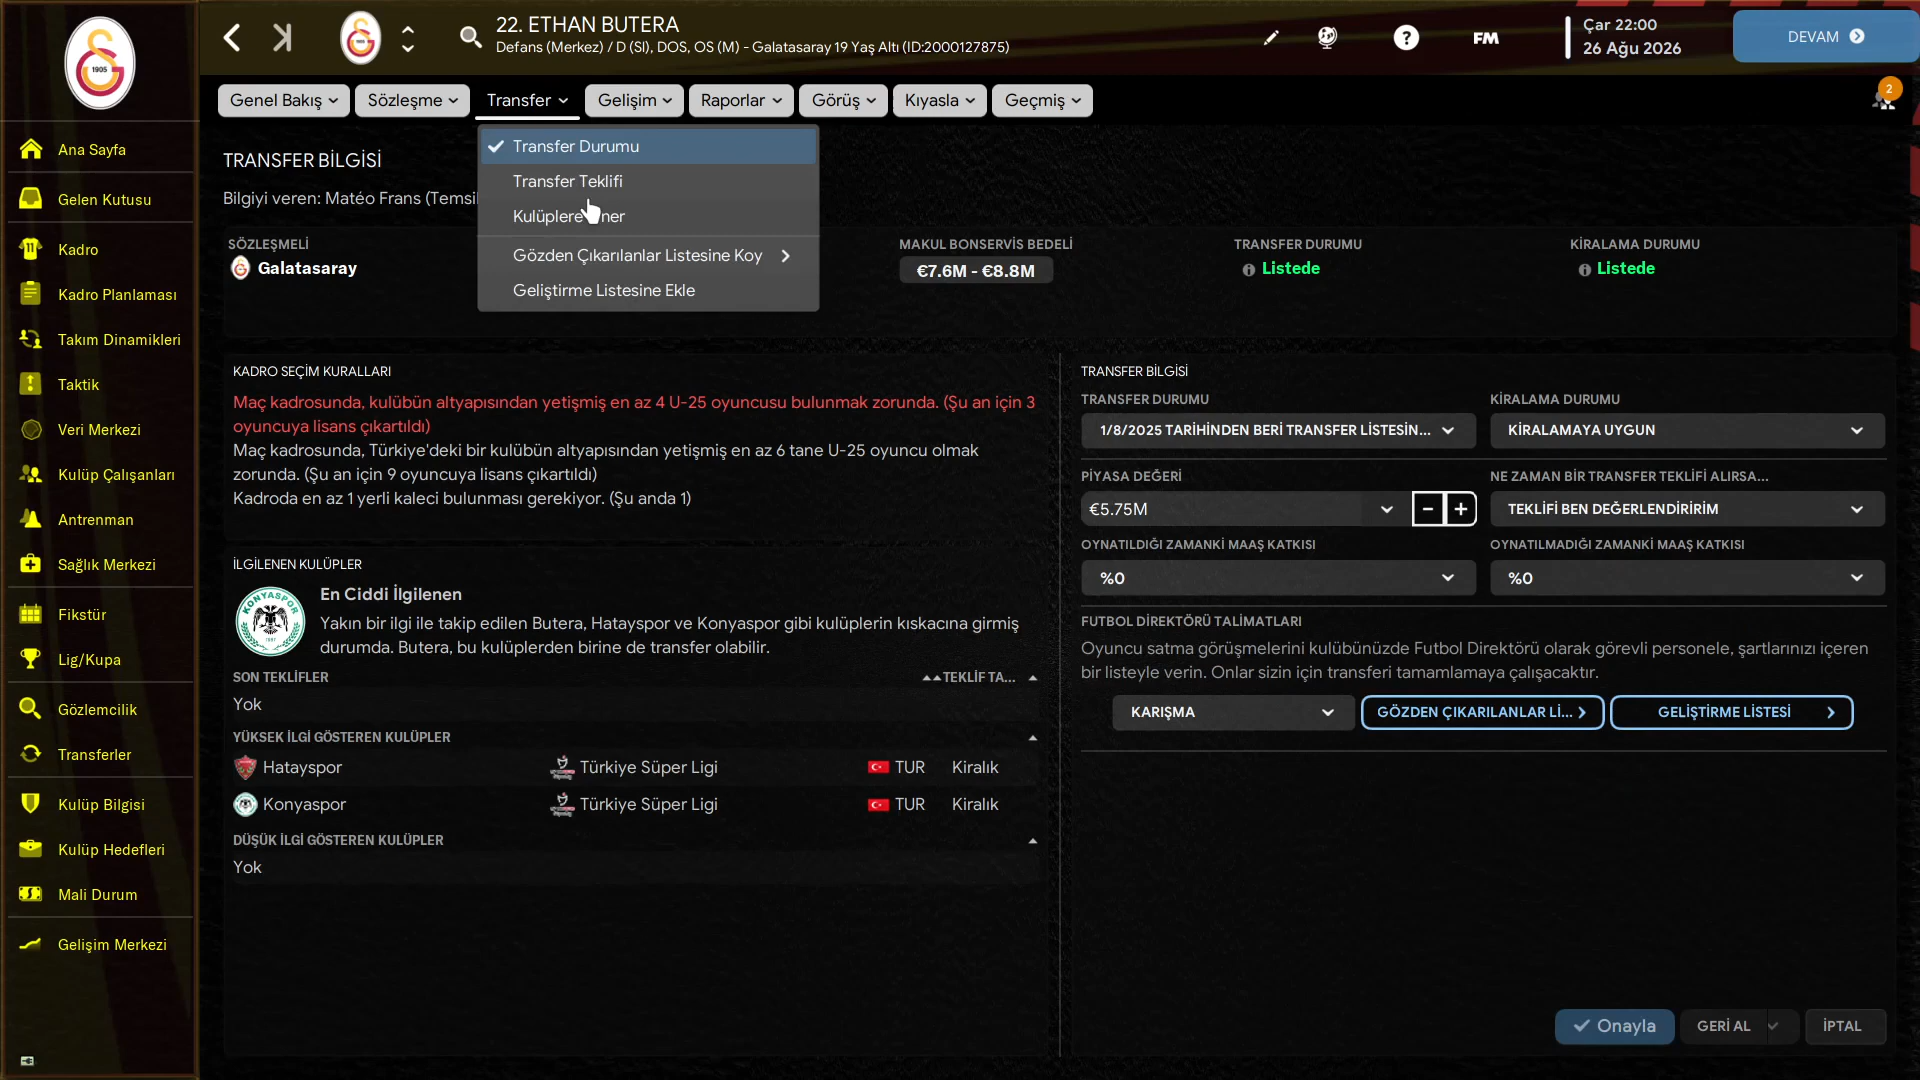 22. ETHAN BUTERA
Defans (Merkez) / D (Sl), DOS, OS (M) - Galatasaray 19 Yaş Altı (ID:2000127875)
FM
Çar 22:00
26 Ağu 2026
DEVAM
2
1905
Genel Bakış
Sözleşme
Transfer
Gelişim
Raporlar
Görüş
Kıyasla
Geçmiş
Ana Sayfa
Gelen Kutusu
Kadro
Kadro Planlaması
Takım Dinamikleri
Taktik
Veri Merkezi
Kulüp Çalışanları
Antrenman
Sağlık Merkezi
Fikstür
Lig/Kupa
Gözlemcilik
Transferler
Kulüp Bilgisi
Kulüp Hedefleri
Mali Durum
Gelişim Merkezi
Transfer Durumu
Transfer Teklifi
Kulüplere
Gözden Çıkarılanlar Listesine Koy
Geliştirme Listesine Ekle
TRANSFER BİLGİSİ
Bilgiyi veren: Matéo Frans
SÖZLEŞMELİ
Galatasaray
MAKUL BONSERVİS BEDELİ
€7.6M - €8.8M
TRANSFER DURUMU
Listede
KİRALAMA DURUMU
Listede
KADRO SEÇİM KURALLARI
Maç kadrosunda, kulübün altyapısından yetişmiş en az 4 U-25 oyuncusu bulunmak zorunda. (Şu an için 3
oyuncuya lisans çıkartıldı)
Maç kadrosunda, Türkiye'deki bir kulübün altyapısından yetişmiş en az 6 tane U-25 oyuncu olmak
zorunda. (Şu an için 9 oyuncuya lisans çıkartıldı)
Kadroda en az 1 yerli kaleci bulunması gerekiyor. (Şu anda 1)
İLGİLENEN KULÜPLER
KONYASPOR
En Ciddi İlgilenen
Yakın bir ilgi ile takip edilen Butera, Hatayspor ve Konyaspor gibi kulüplerin kıskacına girmiş
durumda. Butera, bu kulüplerden birine de transfer olabilir.
SON TEKLİFLER
TEKLİF TA...
Yok
YÜKSEK İLGİ GÖSTEREN KULÜPLER
Hatayspor Türkiye Süper Ligi TUR Kiralık
Konyaspor Türkiye Süper Ligi TUR Kiralık
DÜŞÜK İLGİ GÖSTEREN KULÜPLER
Yok
TRANSFER BİLGİSİ
TRANSFER DURUMU
KİRALAMA DURUMU
1/8/2025 TARİHİNDEN BERİ TRANSFER LİSTESİN...
KİRALAMAYA UYGUN
PİYASA DEĞERİ
NE ZAMAN BİR TRANSFER TEKLİFİ ALIRSA...
€5.75M
TEKLİFİ BEN DEĞERLENDİRİRİM
OYNATILDIĞI ZAMANKİ MAAŞ KATKISI
OYNATILMADIĞI ZAMANKİ MAAŞ KATKISI
%0
%0
FUTBOL DİREKTÖRÜ TALİMATLARI
Oyuncu satma görüşmelerini kulübünüzde Futbol Direktörü olarak görevli personele, şartlarınızı içeren
bir listeyle verin. Onlar sizin için transferi tamamlamaya çalışacaktır.
KARIŞMA
GÖZDEN ÇIKARILANLAR Lİ...
GELİŞTİRME LİSTESİ
Onayla
GERİ AL
İPTAL